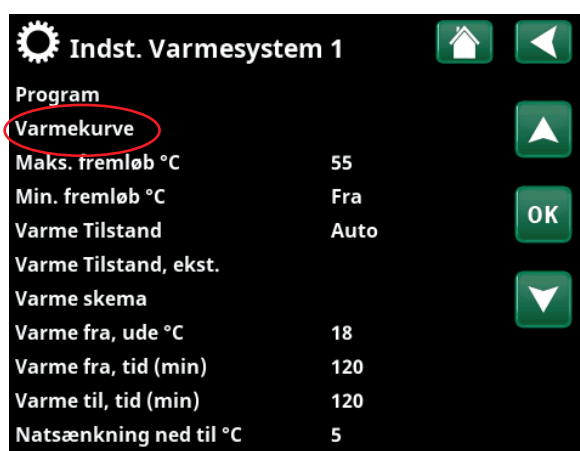 Indst. Varmesystem 1
Program
Varmekurve
Maks. fremløb °C 55
Min. fremløb °C Fra
Varme Tilstand Auto
OK
Varme Tilstand, ekst.
Varme skema
Varme fra, ude °C 18
Varme fra, tid (min) 120
Varme til, tid (min) 120
Natsænkning ned til °C 5